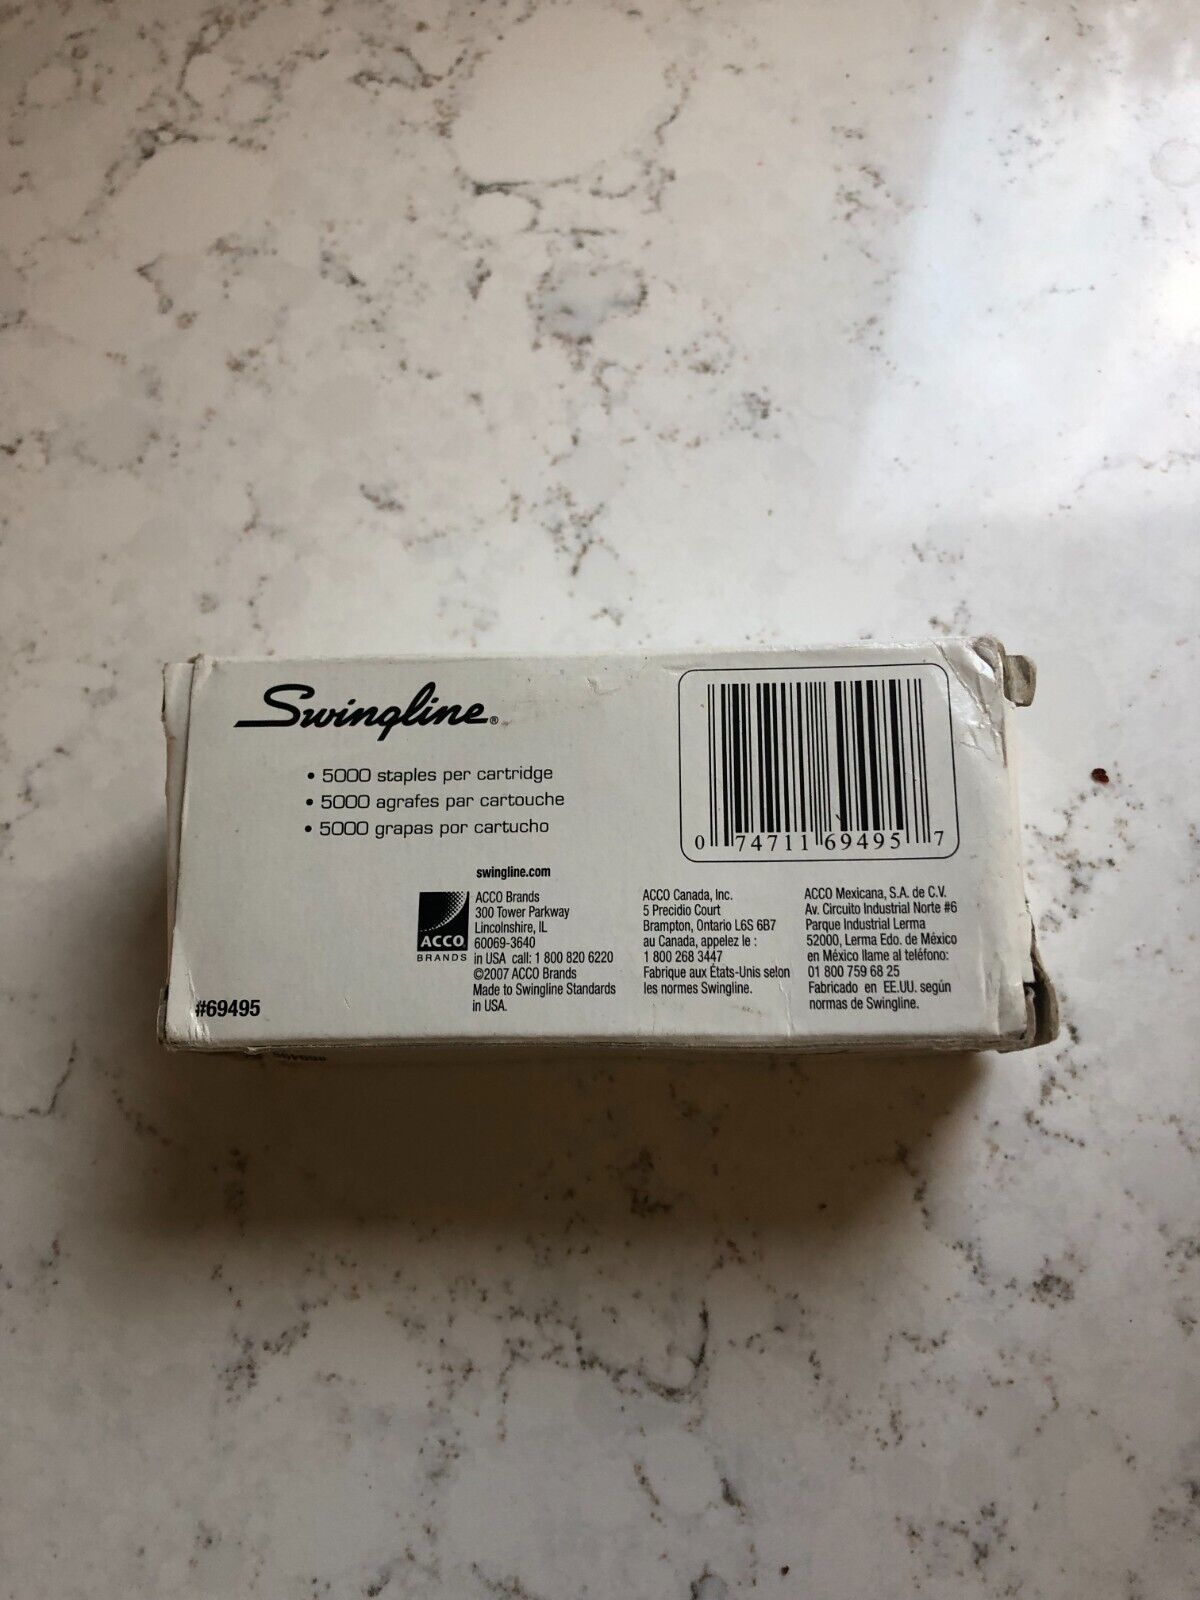 Swingline®
• 5000 staples per cartridge
• 5000 agrafes par cartouche
• 5000 grapas por cartucho
0 74711 69495 7
swingline.com
ACCO
BRANDS
ACCO Brands
300 Tower Parkway
Lincolnshire, IL
60069-3640
in USA call: 1 800 820 6220
©2007 ACCO Brands
Made to Swingline Standards
in USA.
ACCO Canada, Inc.
5 Precidio Court
Brampton, Ontario L6S 6B7
au Canada, appelez le :
1 800 268 3447
Fabrique aux États-Unis selon
les normes Swingline.
ACCO Mexicana, S.A. de C.V.
Av. Circuito Industrial Norte #6
Parque Industrial Lerma
52000, Lerma Edo. de México
en México llame al teléfono:
01 800 759 68 25
Fabricado en EE.UU. según
normas de Swingline.
#69495